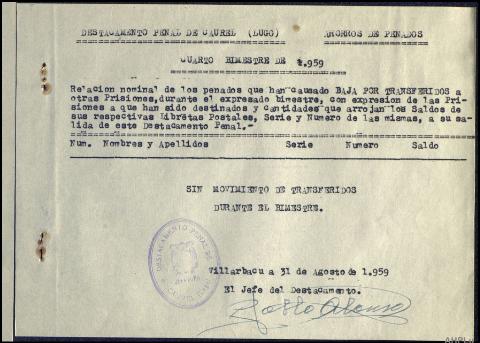 DESTACAMENTO PENAL DE CAUREL (LUGO) AHORROS DE PENADOS
CUARTO BIMESTRE DE 1.959
Relacion nominal de los penados que han causado BAJA POR TRANSFERIDOS a
otras Prisiones, durante el expresado bimestre, con expresion de las Pri-
siones a que han sido destinados y cantidades que arrojan los Saldos de
sus respectivas Libretas Postales, Serie y Numero de las mismas, a su sa-
lida de este Destacamento Penal.-
Num. Nombres y Apellidos Serie Numero Saldo
SIN MOVIMIENTO DE TRANSFERIDOS
DURANTE EL BIMESTRE.
DESTACAMENTO PENAL DE
Villarbacu a 31 de Agosto de 1.959
El Jefe del Destacamento.
Alonso